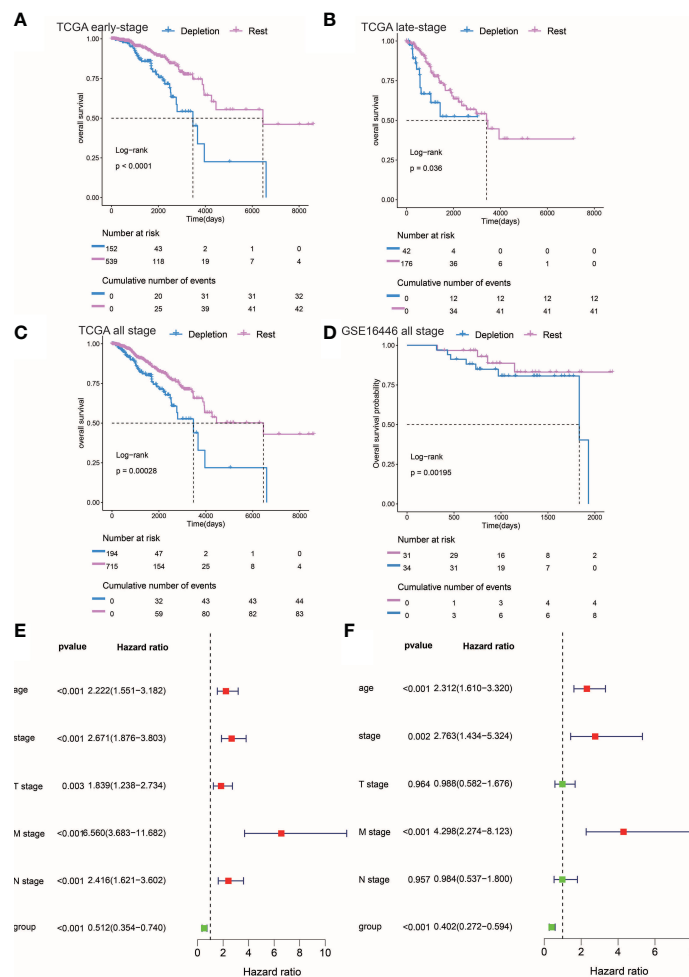 A
TCGA early-stage
Depletion
Rest
1.00
0.75
0.50
0.25
0.00
overall survival
Log-rank
p < 0.0001
0 2000 4000 6000 8000
Time(days)
Number at risk
152 43 2 1 0
539 118 19 7 4
Cumulative number of events
0 20 31 31 32
0 25 39 41 42
B
TCGA late-stage
Depletion
Rest
1.00
0.75
0.50
0.25
0.00
overall survival
Log-rank
p = 0.036
0 2000 4000 6000 8000
Time(days)
Number at risk
42 4 0 0 0
176 36 6 1 0
Cumulative number of events
0 12 12 12 12
0 34 41 41 41
C
TCGA all stage
Depletion
Rest
1.00
0.75
0.50
0.25
0.00
overall survival
Log-rank
p = 0.00028
0 2000 4000 6000 8000
Time(days)
Number at risk
194 47 2 1 0
715 154 25 8 4
Cumulative number of events
0 32 43 43 44
0 59 80 82 83
D
GSE16446 all stage
Depletion
Rest
1.00
0.75
0.50
0.25
0.00
Overall survival probability
Log-rank
p = 0.00195
0 500 1000 1500 2000
Time(days)
Number at risk
31 29 16 8 2
34 31 19 7 0
Cumulative number of events
0 1 3 4 4
0 3 6 6 8
E
pvalue Hazard ratio
age <0.001 2.222(1.551−3.182)
stage <0.001 2.671(1.876−3.803)
T stage 0.003 1.839(1.238−2.734)
M stage <0.001 6.560(3.683−11.682)
N stage <0.001 2.416(1.621−3.602)
group <0.001 0.512(0.354−0.740)
0 2 4 6 8 10
Hazard ratio
F
pvalue Hazard ratio
age <0.001 2.312(1.610−3.320)
stage 0.002 2.763(1.434−5.324)
T stage 0.964 0.988(0.582−1.676)
M stage <0.001 4.298(2.274−8.123)
N stage 0.957 0.984(0.537−1.800)
group <0.001 0.402(0.272−0.594)
0 2 4 6
Hazard ratio